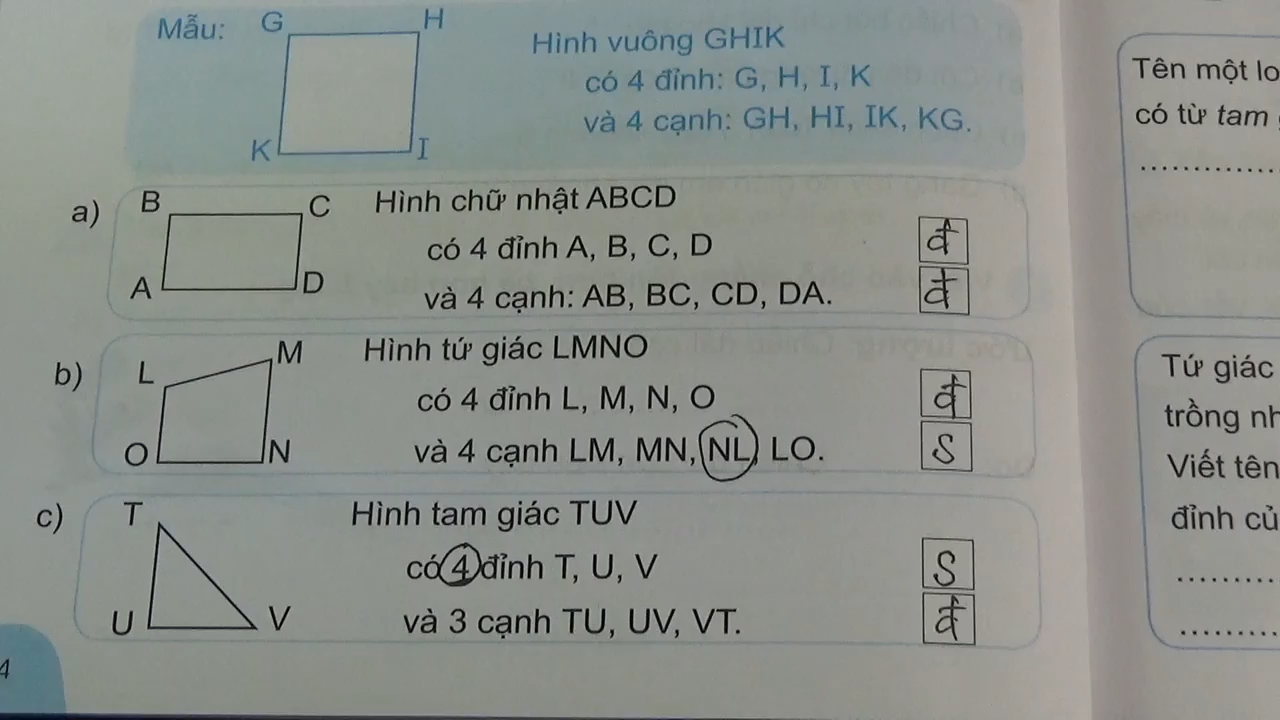 Mẫu: G H
K I
Hình vuông GHIK
có 4 đỉnh: G, H, I, K
và 4 cạnh: GH, HI, IK, KG.
a) B C
A D
Hình chữ nhật ABCD
có 4 đỉnh A, B, C, D đ
và 4 cạnh: AB, BC, CD, DA. đ
b) L M
O N
Hình tứ giác LMNO
có 4 đỉnh L, M, N, O đ
và 4 cạnh LM, MN, NL, LO. S
c) T
U V
Hình tam giác TUV
có 4 đỉnh T, U, V S
và 3 cạnh TU, UV, VT. đ
4
Tên một lo
có từ tam
Tứ giác
trồng nh
Viết tên
đỉnh củ